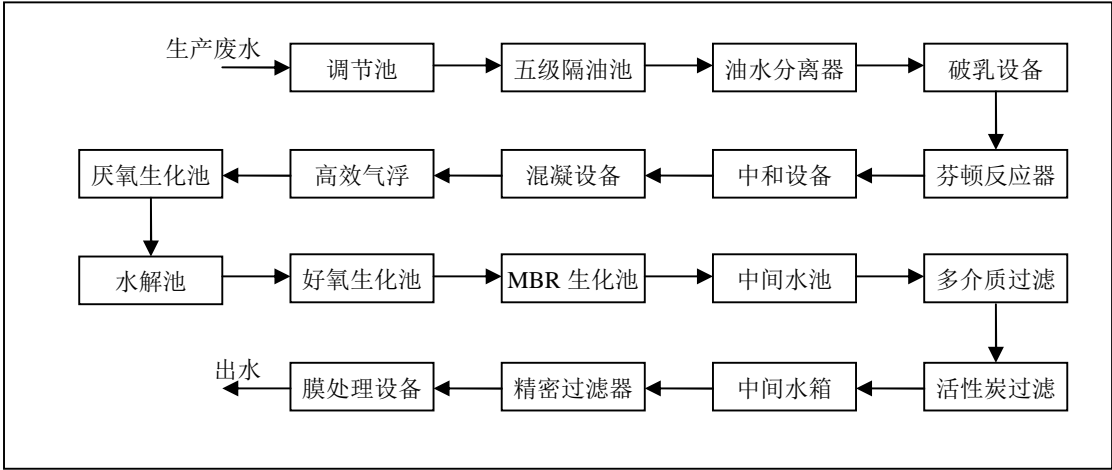 生产废水
调节池
五级隔油池
油水分离器
破乳设备
芬顿反应器
中和设备
混凝设备
高效气浮
厌氧生化池
水解池
好氧生化池
MBR 生化池
中间水池
多介质过滤
活性炭过滤
中间水箱
精密过滤器
膜处理设备
出水